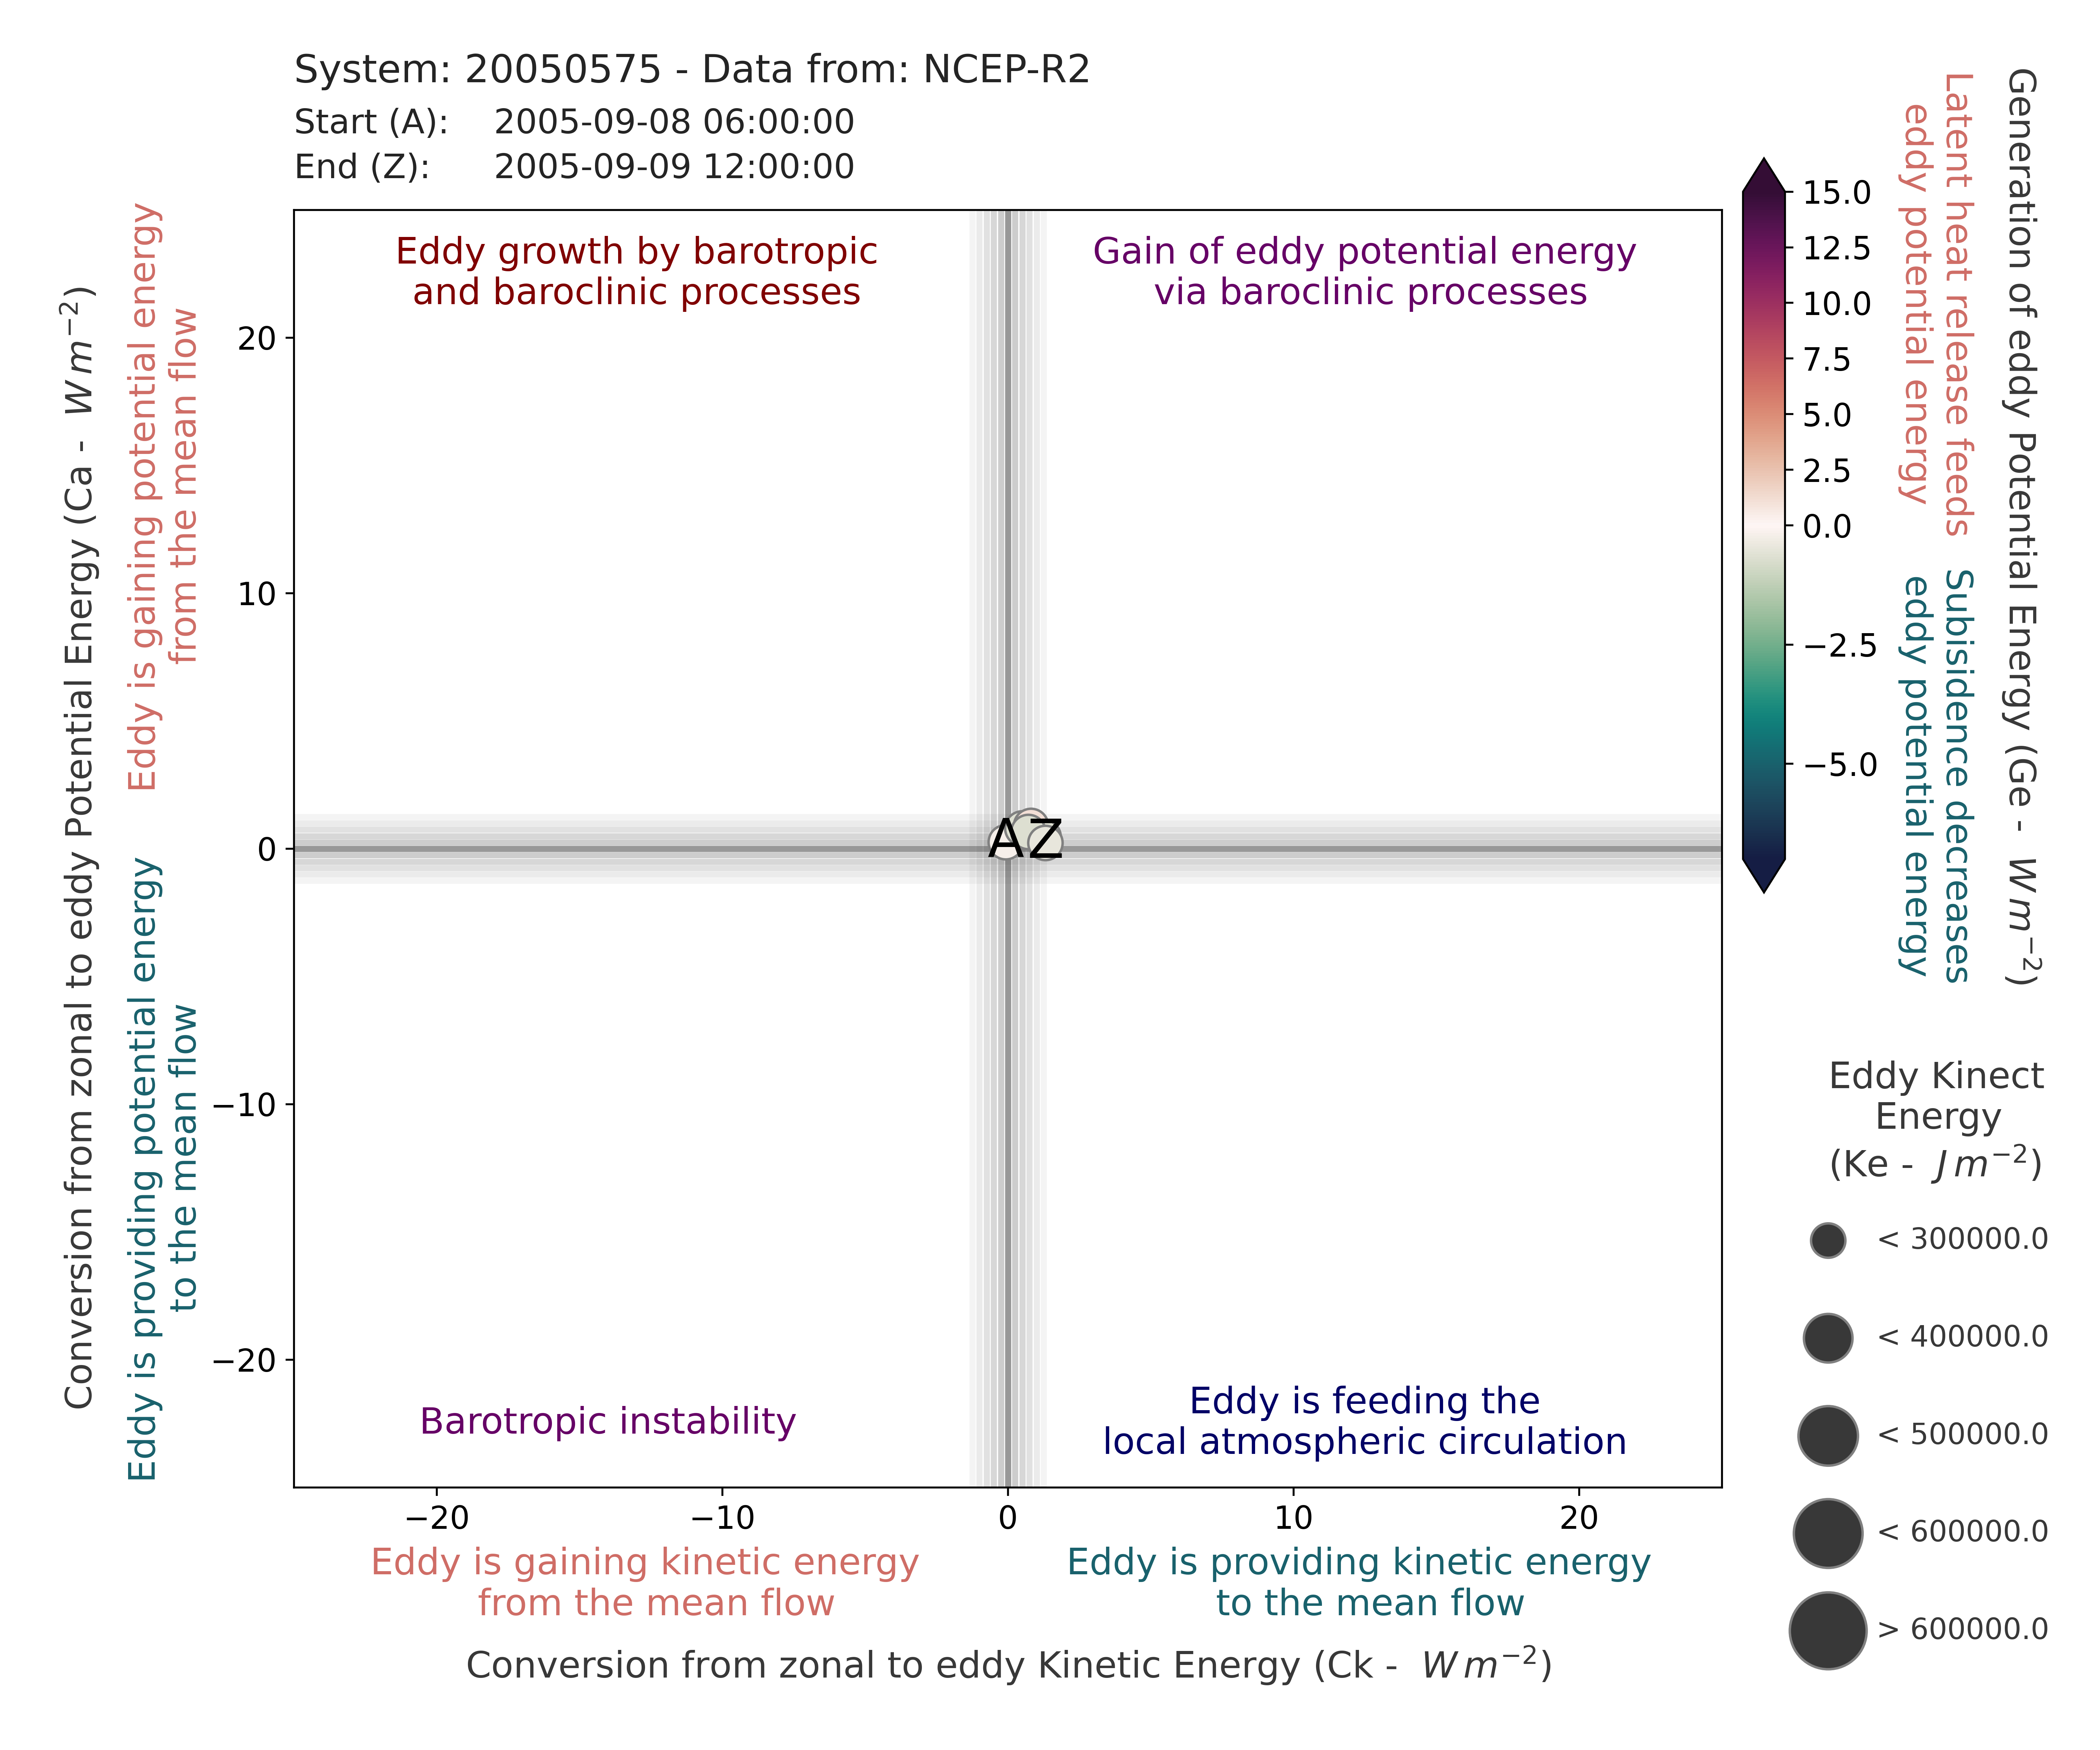 System: 20050575 - Data from: NCEP-R2
Start (A): 2005-09-08 06:00:00
End (Z): 2005-09-09 12:00:00
Conversion from zonal to eddy Potential Energy (Ca - W m⁻²)
Eddy is gaining potential energy
from the mean flow
Eddy is providing potential energy
to the mean flow
20
10
0
−10
−20
Eddy growth by barotropic
and baroclinic processes
Gain of eddy potential energy
via baroclinic processes
A Z
Barotropic instability
Eddy is feeding the
local atmospheric circulation
−20 −10 0 10 20
Eddy is gaining kinetic energy
from the mean flow
Eddy is providing kinetic energy
to the mean flow
Conversion from zonal to eddy Kinetic Energy (Ck - W m⁻²)
15.0
12.5
10.0
7.5
5.0
2.5
0.0
−2.5
−5.0
Latent heat release feeds
eddy potential energy
Subisidence decreases
eddy potential energy
Generation of eddy Potential Energy (Ge - W m⁻²)
Eddy Kinect
Energy
(Ke - J m⁻²)
< 300000.0
< 400000.0
< 500000.0
< 600000.0
> 600000.0